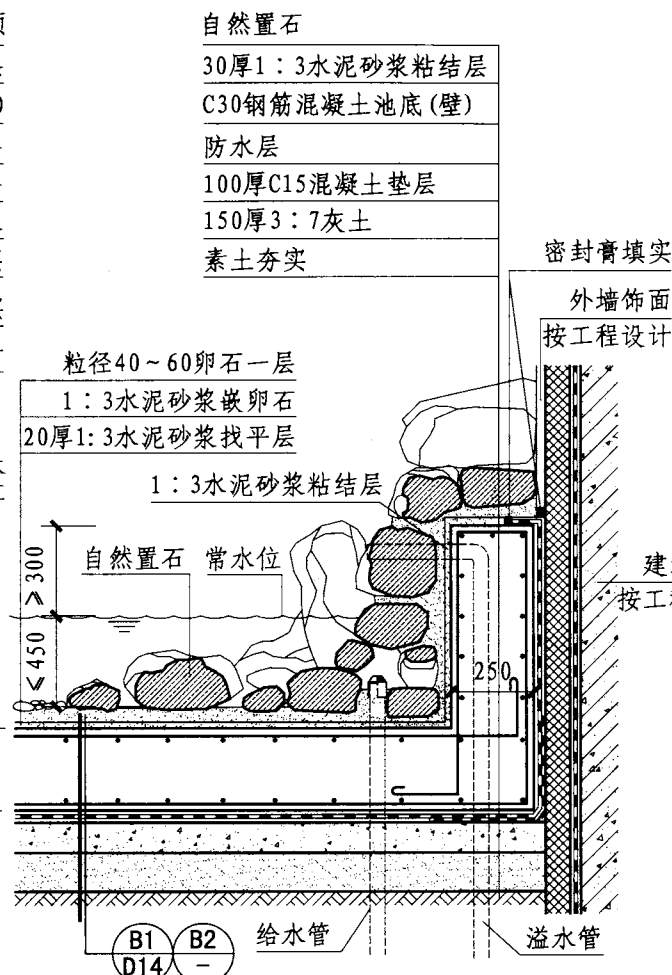 自然置石
30厚1：3水泥砂浆粘结层
C30钢筋混凝土池底(壁)
防水层
100厚C15混凝土垫层
150厚3：7灰土
素土夯实
密封膏填实
外墙饰面
按工程设计
粒径40～60卵石一层
1：3水泥砂浆嵌卵石
20厚1:3水泥砂浆找平层
1：3水泥砂浆粘结层
≥300
自然置石
常水位
建
按工
≤450
250
给水管
溢水管
B1
D14
B2
-